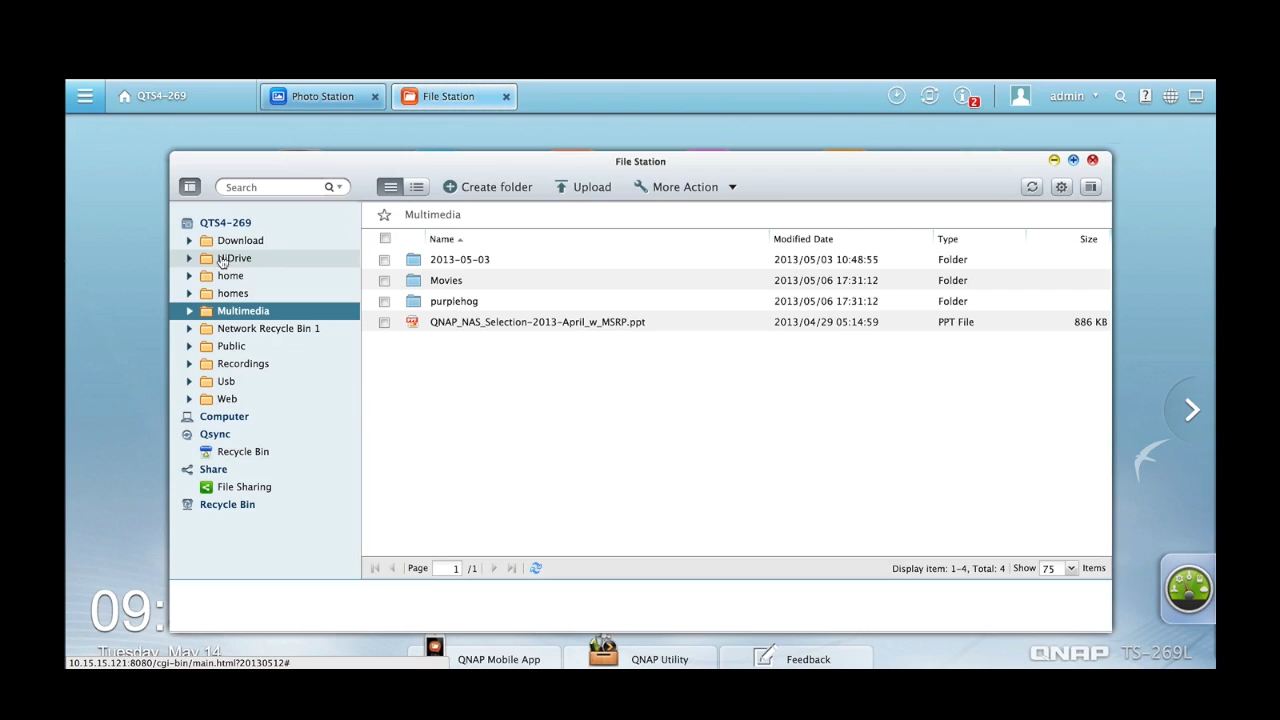 QTS4-269
Photo Station
File Station
2
admin
File Station
Search
Create folder
Upload
More Action
QTS4-269
Multimedia
Download
home
homes
Multimedia
Network Recycle Bin 1
Public
Recordings
Usb
Web
Computer
Qsync
Recycle Bin
Share
File Sharing
Recycle Bin
Name Modified Date Type Size
2013-05-03 2013/05/03 10:48:55 Folder
Movies 2013/05/06 17:31:12 Folder
purplehog 2013/05/06 17:31:12 Folder
QNAP_NAS_Selection-2013-April_w_MSRP.ppt 2013/04/29 05:14:59 PPT File 886 KB
Page 1 /1
Display item: 1-4, Total: 4 Show 75 Items
09:
Tuesday, May 14
10.15.15.121:8080/cgi-bin/main.html?20130512#
QNAP Mobile App
QNAP Utility
Feedback
QNAP TS-269L